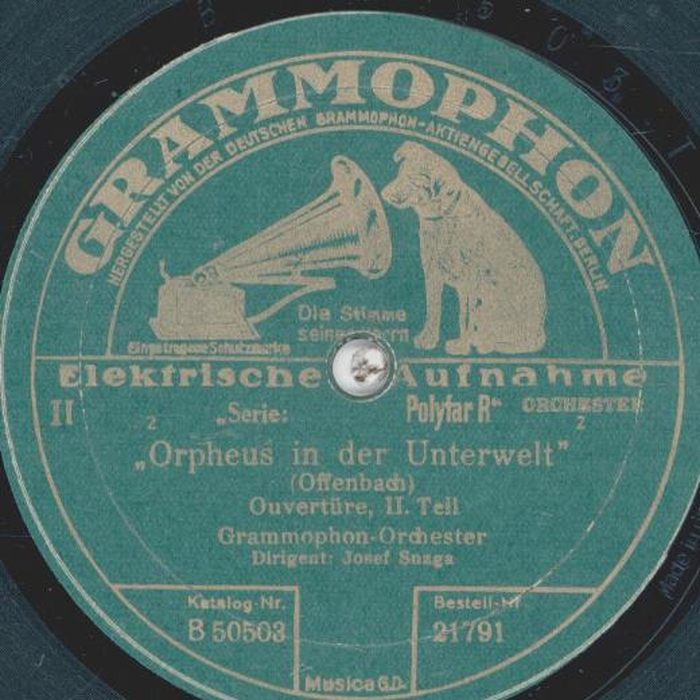 GRAMMOPHON
HERGESTELLT VON DER DEUTSCHEN GRAMMOPHON-AKTIENGESELLSCHAFT. BERLIN
Die Stimme
seines Herrn
Eingetragene Schutzmarke
Elektrische Aufnahme
II 2 „Serie: Polyfar R“ ORCHESTER 2
„Orpheus in der Unterwelt”
(Offenbach)
Ouvertüre, II. Teil
Grammophon-Orchester
Dirigent: Josef Snaga
Katalog-Nr. Bestell-Nr
B 50503 21791
Musica G.D.
Made in